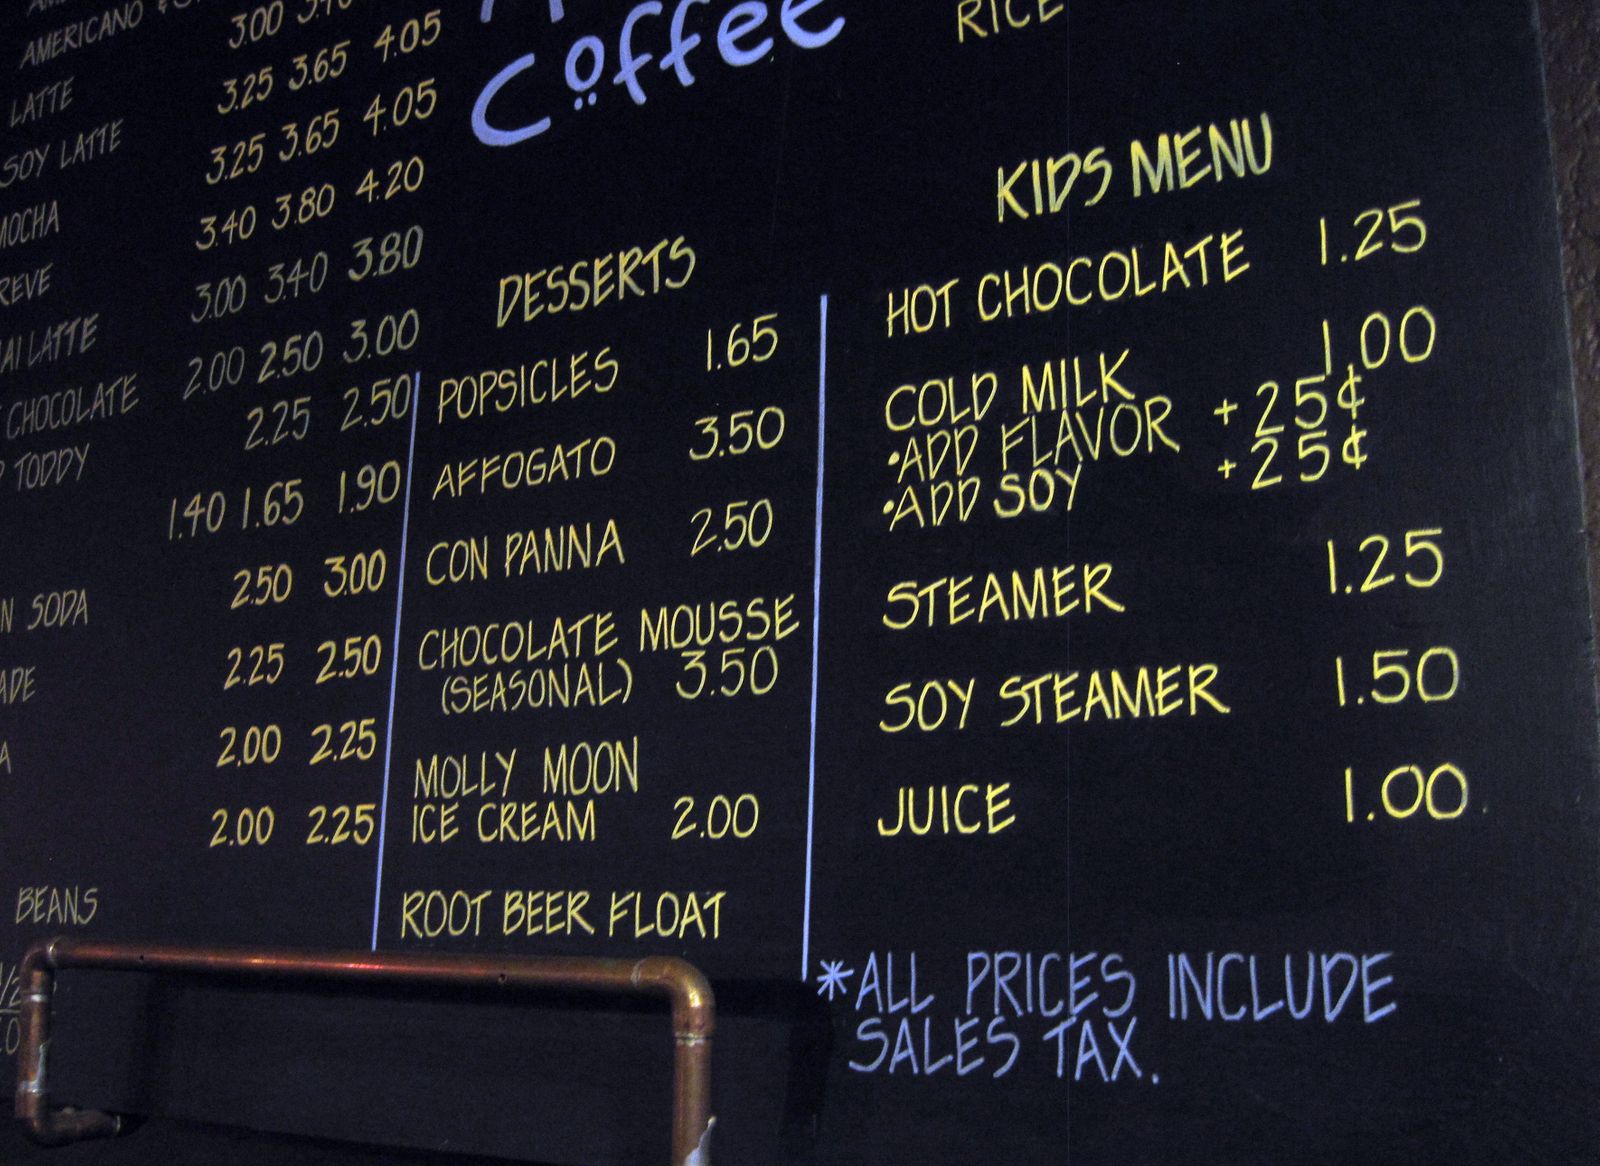 AMERICANO
3.00
LATTE 3.25 3.65 4.05
SOY LATTE 3.25 3.65 4.05
MOCHA 3.40 3.80 4.20
REVE 3.00 3.40 3.80
AI LATTE 2.00 2.50 3.00
CHOCOLATE 2.25 2.50
TODDY 1.40 1.65 1.90
2.50 3.00
N SODA 2.25 2.50
ADE 2.00 2.25
A 2.00 2.25
BEANS
Coffee
DESSERTS
POPSICLES 1.65
AFFOGATO 3.50
CON PANNA 2.50
CHOCOLATE MOUSSE
(SEASONAL) 3.50
MOLLY MOON
ICE CREAM 2.00
ROOT BEER FLOAT
RICE
KIDS MENU
HOT CHOCOLATE 1.25
COLD MILK 1.00
•ADD FLAVOR +25¢
•ADD SOY +25¢
STEAMER 1.25
SOY STEAMER 1.50
JUICE 1.00
*ALL PRICES INCLUDE
SALES TAX.